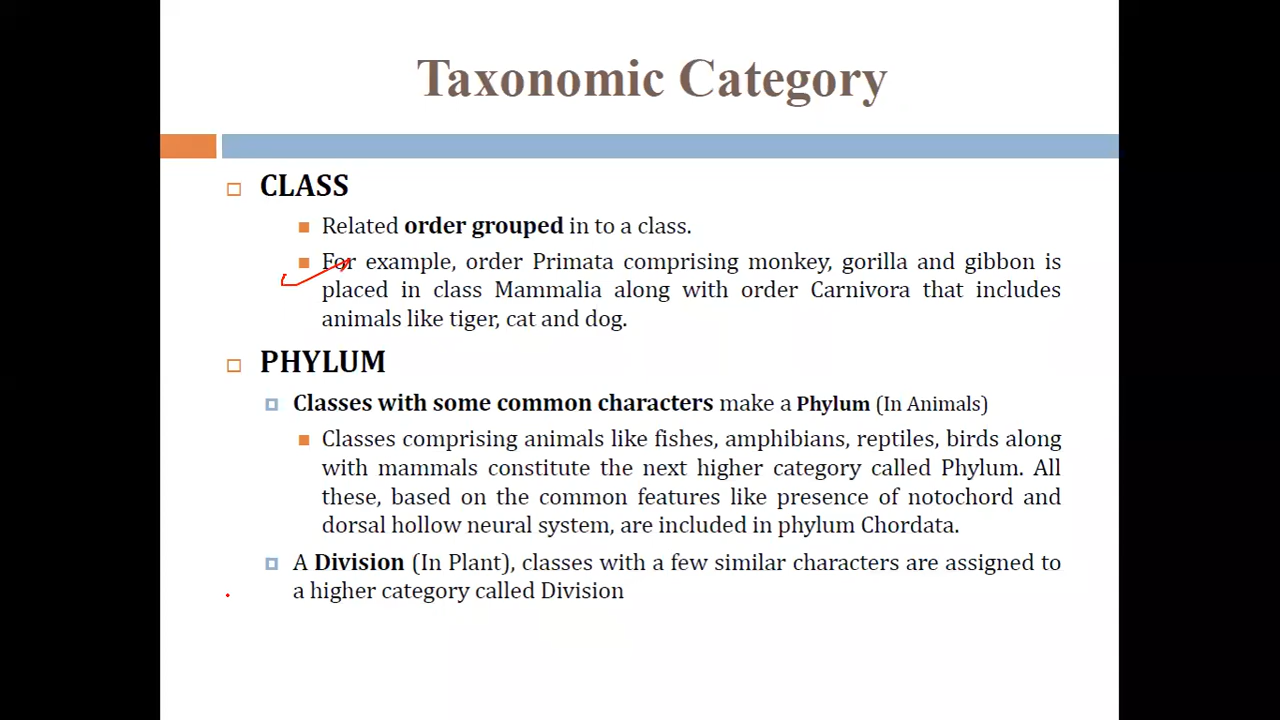 Taxonomic Category
CLASS
Related order grouped in to a class.
For example, order Primata comprising monkey, gorilla and gibbon is
placed in class Mammalia along with order Carnivora that includes
animals like tiger, cat and dog.
PHYLUM
Classes with some common characters make a Phylum (In Animals)
Classes comprising animals like fishes, amphibians, reptiles, birds along
with mammals constitute the next higher category called Phylum. All
these, based on the common features like presence of notochord and
dorsal hollow neural system, are included in phylum Chordata.
A Division (In Plant), classes with a few similar characters are assigned to
a higher category called Division